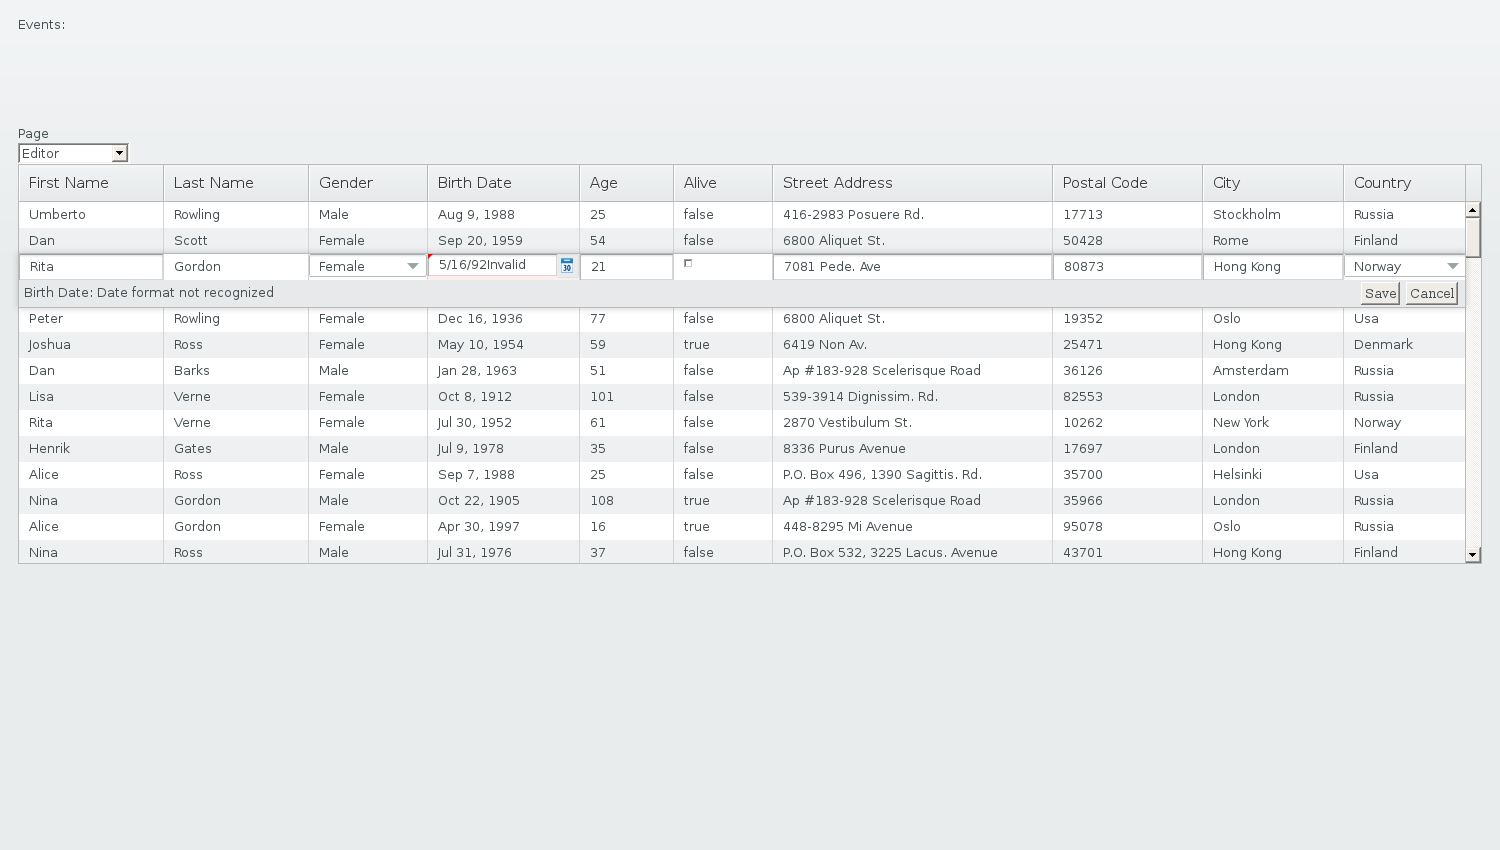 Events:
Page
Editor
First Name Last Name Gender Birth Date Age Alive Street Address Postal Code City Country
Umberto Rowling Male Aug 9, 1988 25 false 416-2983 Posuere Rd. 17713 Stockholm Russia
Dan Scott Female Sep 20, 1959 54 false 6800 Aliquet St. 50428 Rome Finland
Rita Gordon Female 5/16/92Invalid 30 21 7081 Pede. Ave 80873 Hong Kong Norway
Birth Date: Date format not recognized Save Cancel
Peter Rowling Female Dec 16, 1936 77 false 6800 Aliquet St. 19352 Oslo Usa
Joshua Ross Female May 10, 1954 59 true 6419 Non Av. 25471 Hong Kong Denmark
Dan Barks Male Jan 28, 1963 51 false Ap #183-928 Scelerisque Road 36126 Amsterdam Russia
Lisa Verne Female Oct 8, 1912 101 false 539-3914 Dignissim. Rd. 82553 London Russia
Rita Verne Female Jul 30, 1952 61 false 2870 Vestibulum St. 10262 New York Norway
Henrik Gates Male Jul 9, 1978 35 false 8336 Purus Avenue 17697 London Finland
Alice Ross Female Sep 7, 1988 25 false P.O. Box 496, 1390 Sagittis. Rd. 35700 Helsinki Usa
Nina Gordon Male Oct 22, 1905 108 true Ap #183-928 Scelerisque Road 35966 London Russia
Alice Gordon Female Apr 30, 1997 16 true 448-8295 Mi Avenue 95078 Oslo Russia
Nina Ross Male Jul 31, 1976 37 false P.O. Box 532, 3225 Lacus. Avenue 43701 Hong Kong Finland